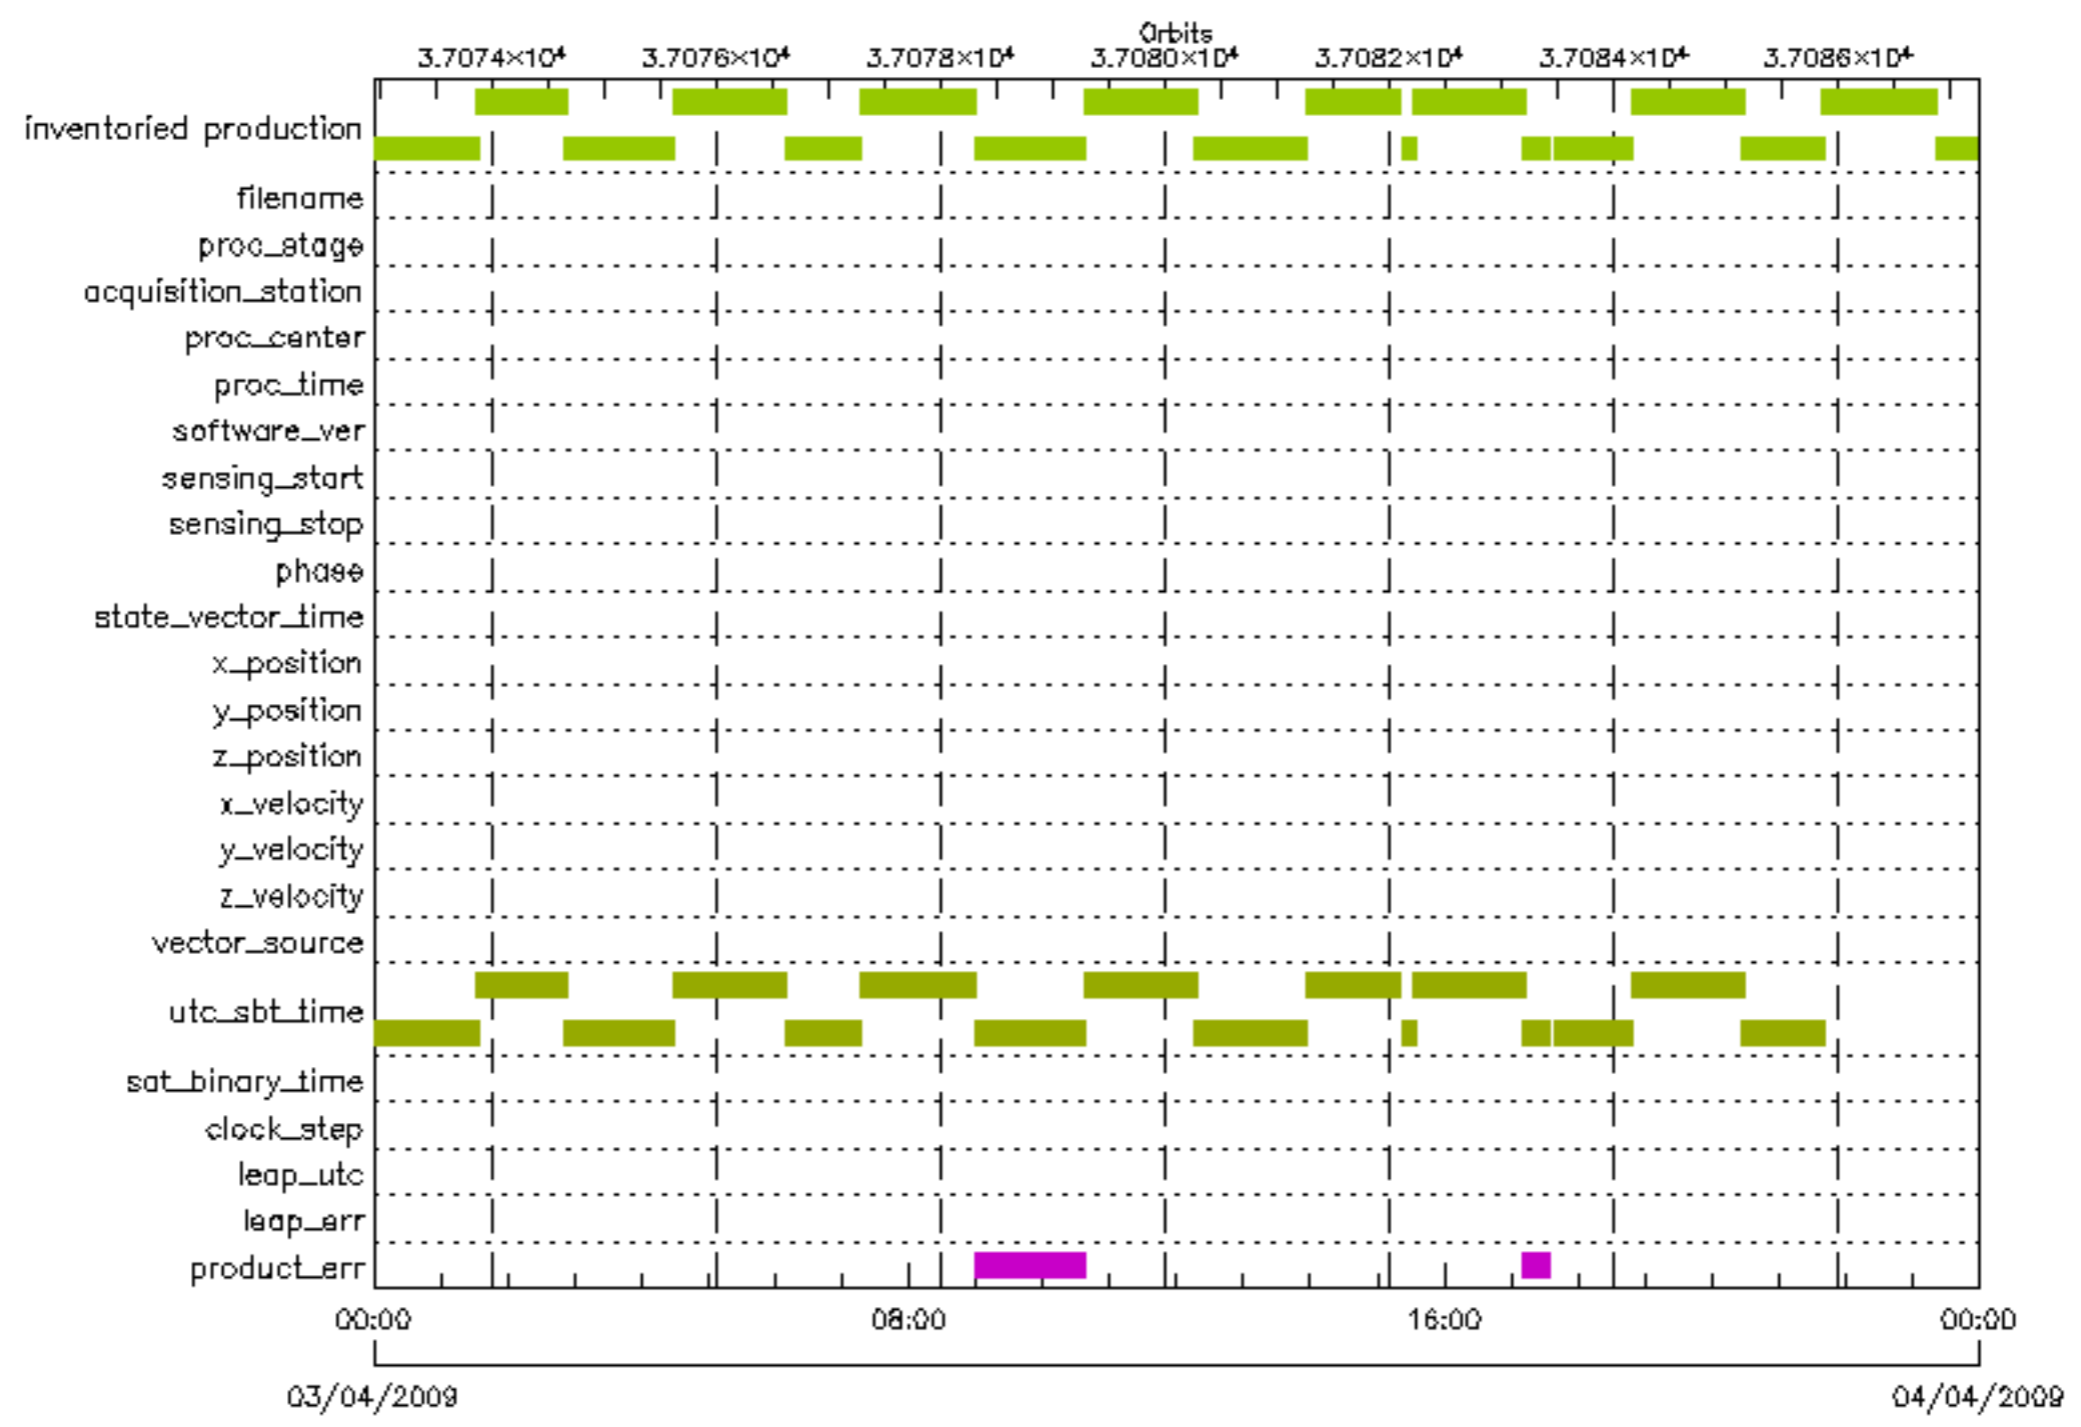 Orbits
3.7074×10⁴ 3.7076×10⁴ 3.7078×10⁴ 3.7080×10⁴ 3.7082×10⁴ 3.7084×10⁴ 3.7086×10⁴
inventoried production
filename
proc_stage
acquisition_station
proc_center
proc_time
software_ver
sensing_start
sensing_stop
phase
state_vector_time
x_position
y_position
z_position
x_velocity
y_velocity
z_velocity
vector_source
utc_sbt_time
sat_binary_time
clock_step
leap_utc
leap_err
product_err
00:00 08:00 16:00 00:00
03/04/2009 04/04/2009